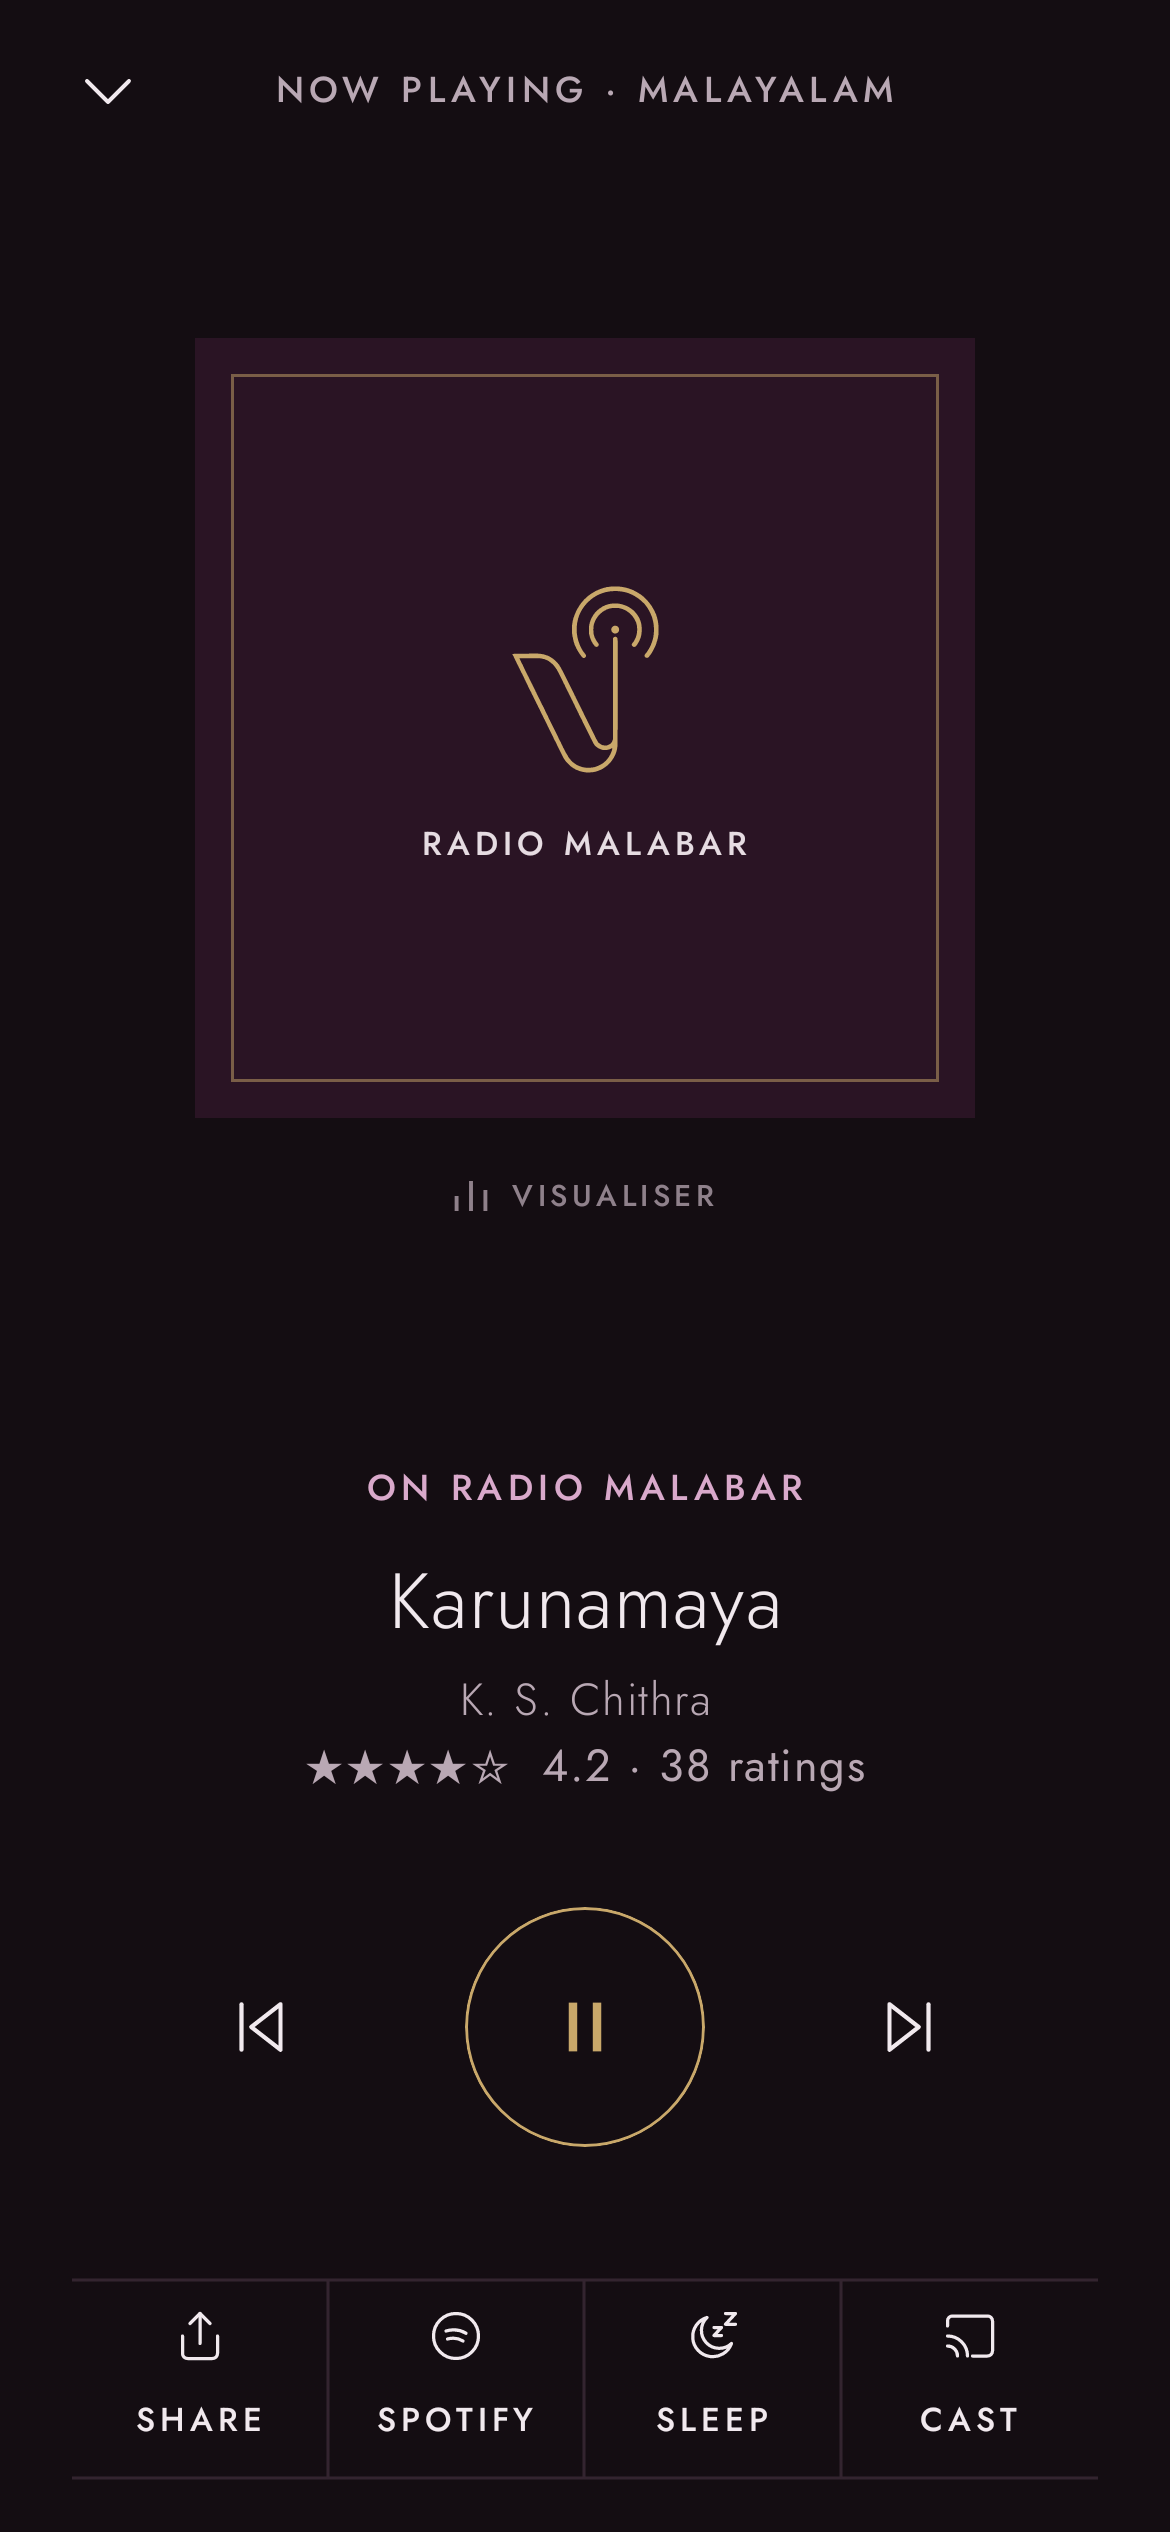 NOW PLAYING · MALAYALAM
RADIO MALABAR
VISUALISER
ON RADIO MALABAR
Karunamaya
K. S. Chithra
★★★★☆ 4.2 · 38 ratings
SHARE SPOTIFY SLEEP CAST